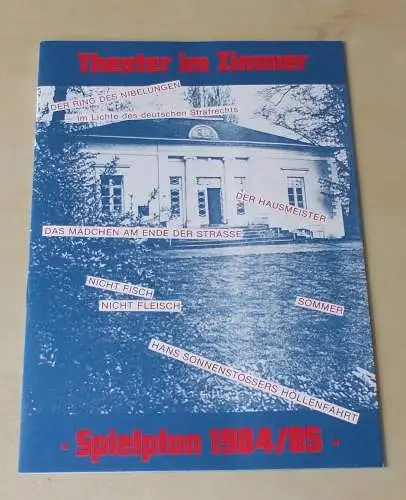 Theater im Zimmer
DER RING DES NIBELUNGEN
im Lichte des deutschen Strafrechts
DER HAUSMEISTER
DAS MÄDCHEN AM ENDE DER STRASSE
NICHT FISCH
NICHT FLEISCH
SOMMER
HANS SONNENSTÖSSERS HÖLLENFAHRT
- Spielplan 1984/85 -